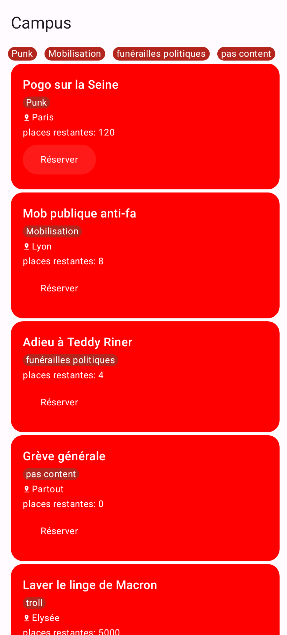 Campus
Punk Mobilisation funérailles politiques pas content
Pogo sur la Seine
Punk
Paris
places restantes: 120
Réserver
Mob publique anti-fa
Mobilisation
Lyon
places restantes: 8
Réserver
Adieu à Teddy Riner
funérailles politiques
places restantes: 4
Réserver
Grève générale
pas content
Partout
places restantes: 0
Réserver
Laver le linge de Macron
troll
Elysée
places restantes: 5000